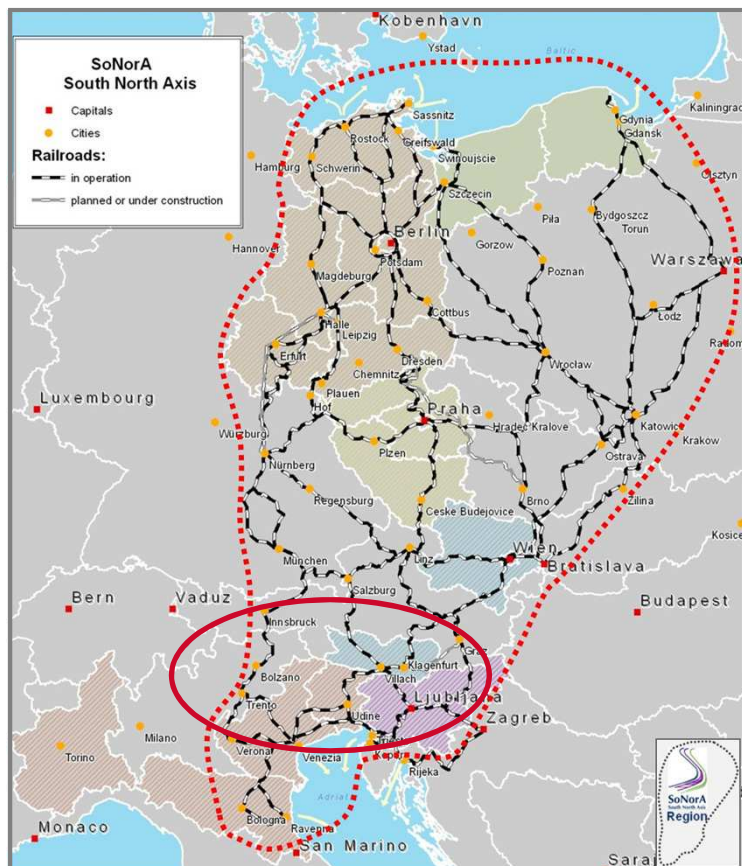 SoNorA
South North Axis
Capitals
Cities
Railroads:
in operation
planned or under construction
Kobenhavn
Ystad
Baltic
Sassnitz
Kaliningrad
Rostock
Greifswald
Gdynia
Gdansk
Hamburg
Schwerin
Swinoujscie
Olsztyn
Szczecin
Bydgoszcz
Piła
Torun
Hannover
Berlin
Potsdam
Gorzow
Poznan
Warszawa
Magdeburg
Cottbus
Łodz
Halle
Leipzig
Radom
Erfurt
Dresden
Wrocław
Chemnitz
Luxembourg
Plauen
Hof
Praha
Hradec Kralove
Katowice
Würzburg
Krakow
Plzen
Ostrava
Nürnberg
Regensburg
Ceske Budejovice
Brno
Zilina
Kosice
München
Linz
Wien
Bratislava
Salzburg
Bern
Vaduz
Innsbruck
Budapest
Graz
Bolzano
Klagenfurt
Villach
Trento
Ljubljana
Udine
Zagreb
Torino
Milano
Verona
Venezia
Koper
Rijeka
Adria
Bologna
Ravenna
Monaco
San Marino
Saraj
SoNorA
South North Axis
Region